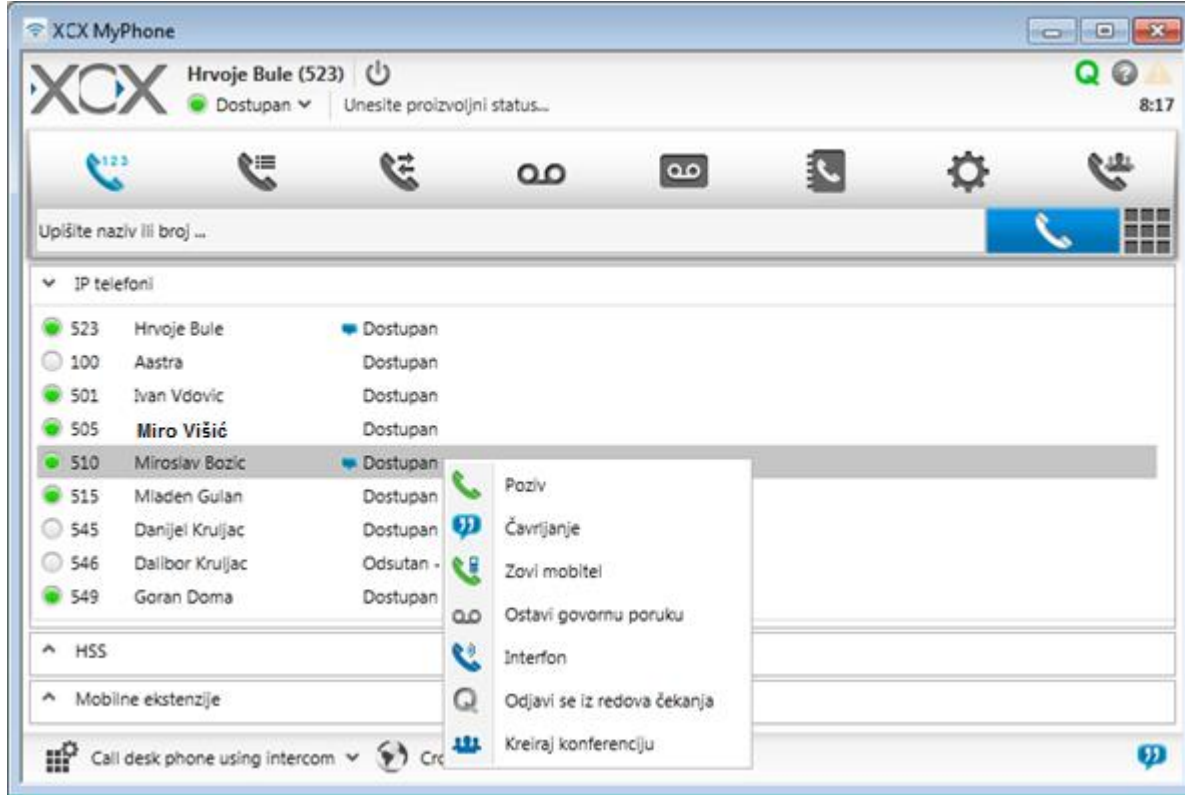 XCX MyPhone
XCX
Hrvoje Bule (523)
Dostupan
Unesite proizvoljni status...
Q
?
8:17
123
Upišite naziv ili broj ...
IP telefoni
523 Hrvoje Bule Dostupan
100 Aastra Dostupan
501 Ivan Vdovic Dostupan
505 Miro Višić Dostupan
510 Miroslav Bozic Dostupan
515 Mladen Gulan Dostupan
545 Danijel Kruljac Dostupan
546 Dalibor Kruljac Odsutan -
549 Goran Doma Dostupan
Poziv
Čavrljanje
Zovi mobitel
Ostavi govornu poruku
Interfon
Odjavi se iz redova čekanja
Kreiraj konferenciju
HSS
Mobilne ekstenzije
Call desk phone using intercom